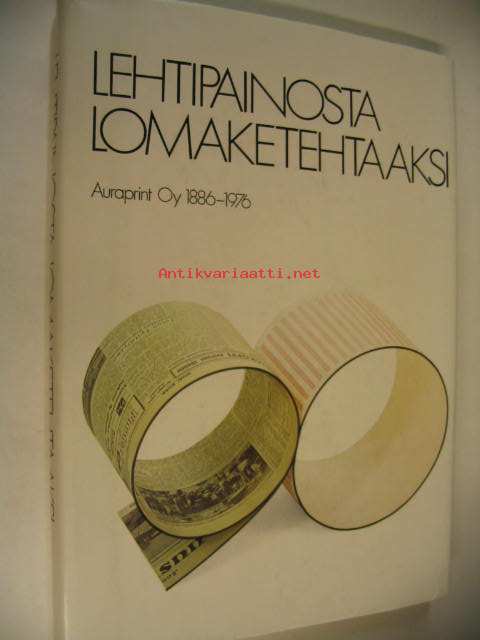 LEHTIPAINOSTA
LOMAKETEHTAAKSI
Auraprint Oy 1886-1976
Antikvariaatti.net